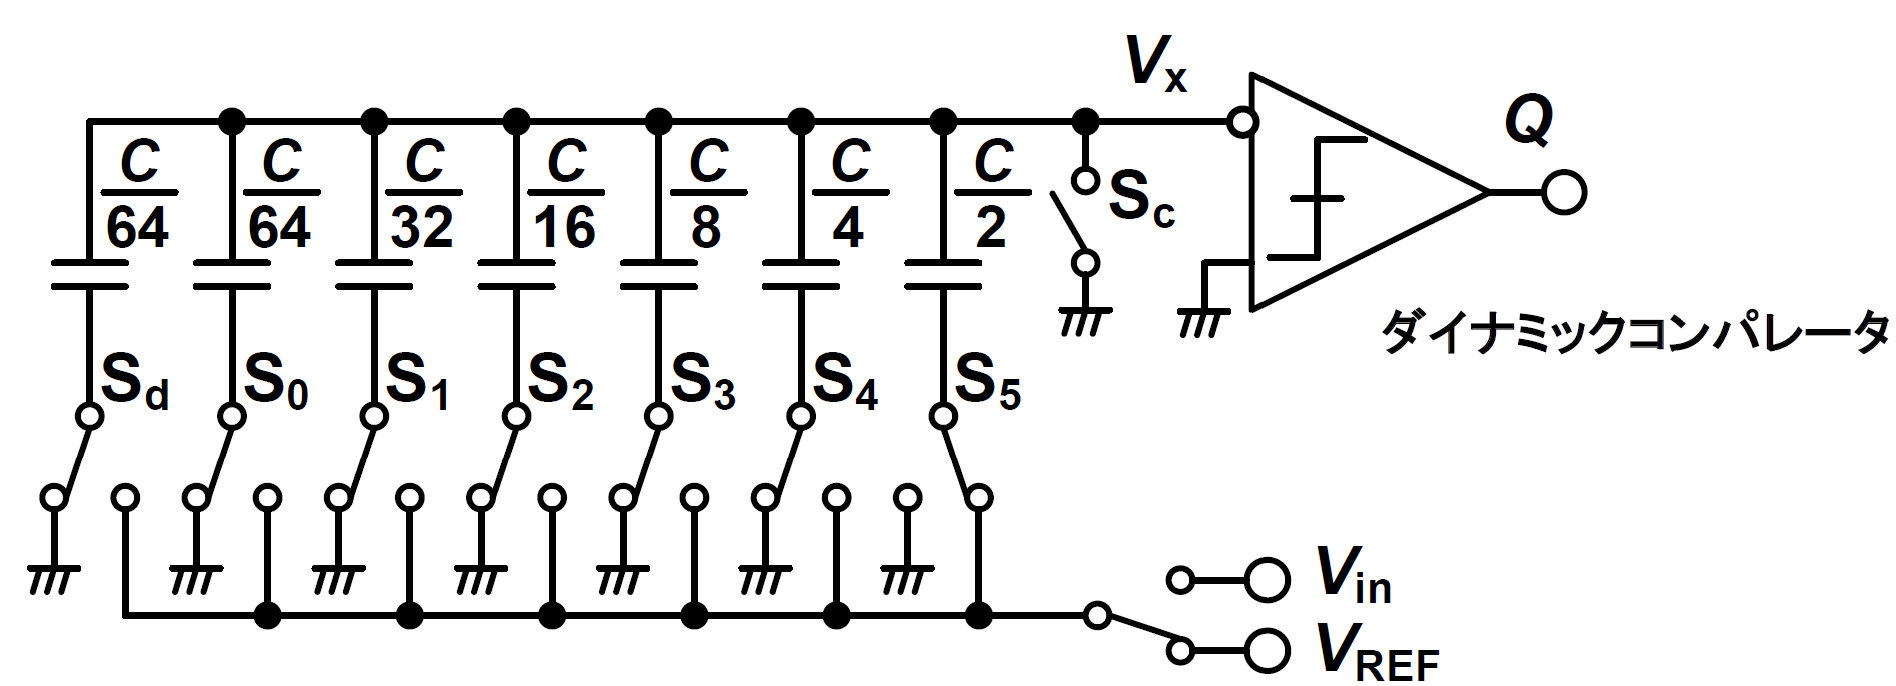 Vx
Q
C/64 C/64 C/32 C/16 C/8 C/4 C/2
Sc
ダイナミックコンパレータ
Sd S0 S1 S2 S3 S4 S5
Vin
VREF